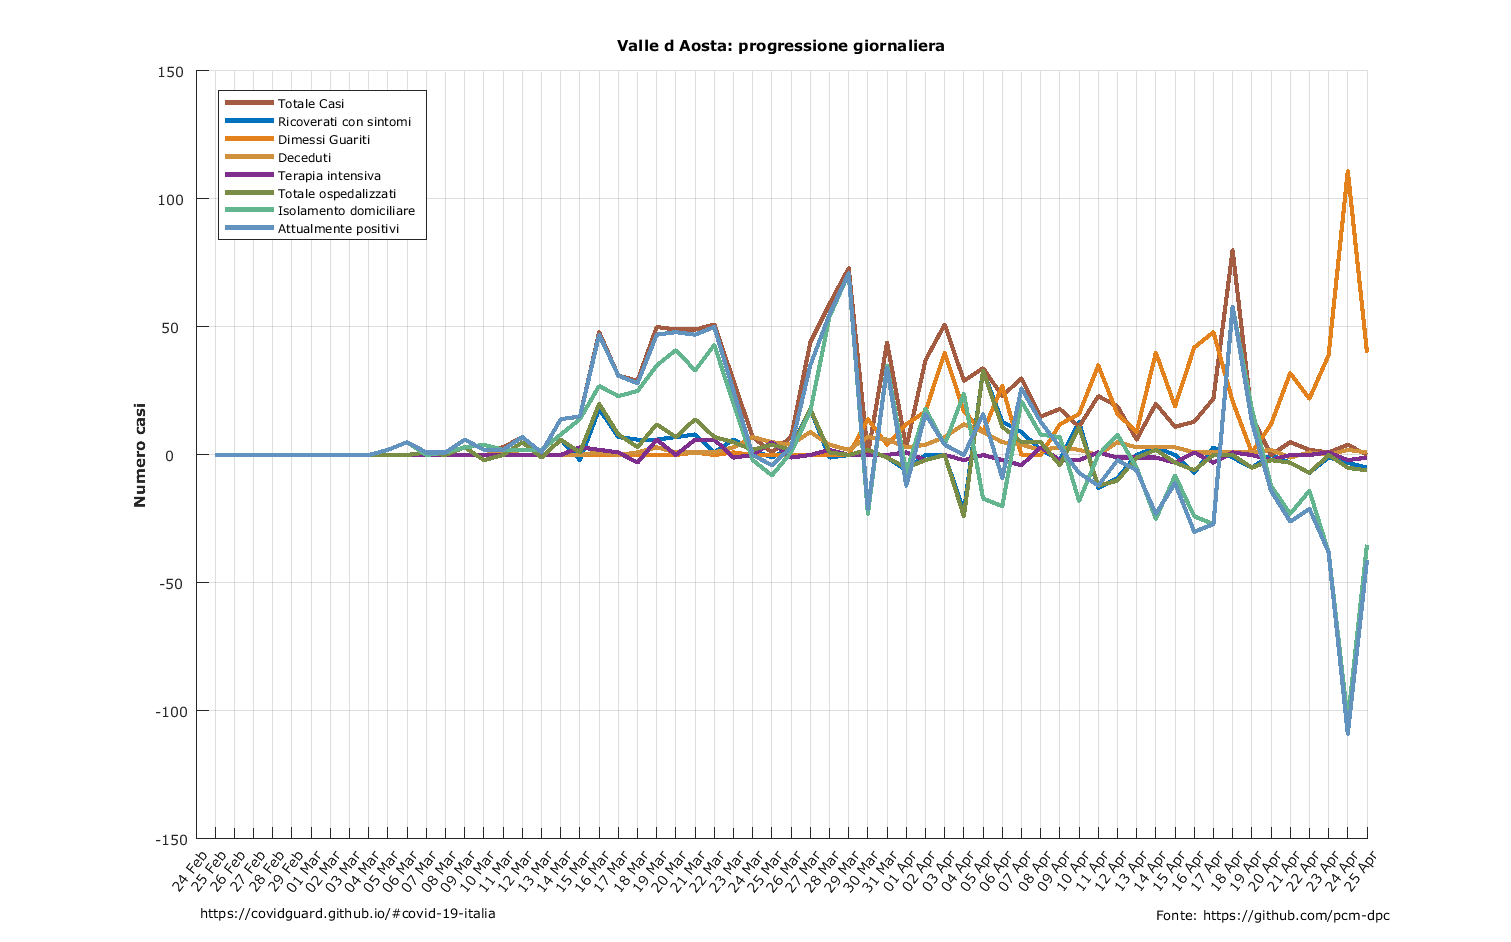 Valle d Aosta: progressione giornaliera
150
100
50
0
-50
-100
-150
Numero casi
Totale Casi
Ricoverati con sintomi
Dimessi Guariti
Deceduti
Terapia intensiva
Totale ospedalizzati
Isolamento domiciliare
Attualmente positivi
24 Feb
25 Feb
26 Feb
27 Feb
28 Feb
29 Feb
01 Mar
02 Mar
03 Mar
04 Mar
05 Mar
06 Mar
07 Mar
08 Mar
09 Mar
10 Mar
11 Mar
12 Mar
13 Mar
14 Mar
15 Mar
16 Mar
17 Mar
18 Mar
19 Mar
20 Mar
21 Mar
22 Mar
23 Mar
24 Mar
25 Mar
26 Mar
27 Mar
28 Mar
29 Mar
30 Mar
31 Mar
01 Apr
02 Apr
03 Apr
04 Apr
05 Apr
06 Apr
07 Apr
08 Apr
09 Apr
10 Apr
11 Apr
12 Apr
13 Apr
14 Apr
15 Apr
16 Apr
17 Apr
18 Apr
19 Apr
20 Apr
21 Apr
22 Apr
23 Apr
24 Apr
25 Apr
https://covidguard.github.io/#covid-19-italia
Fonte: https://github.com/pcm-dpc